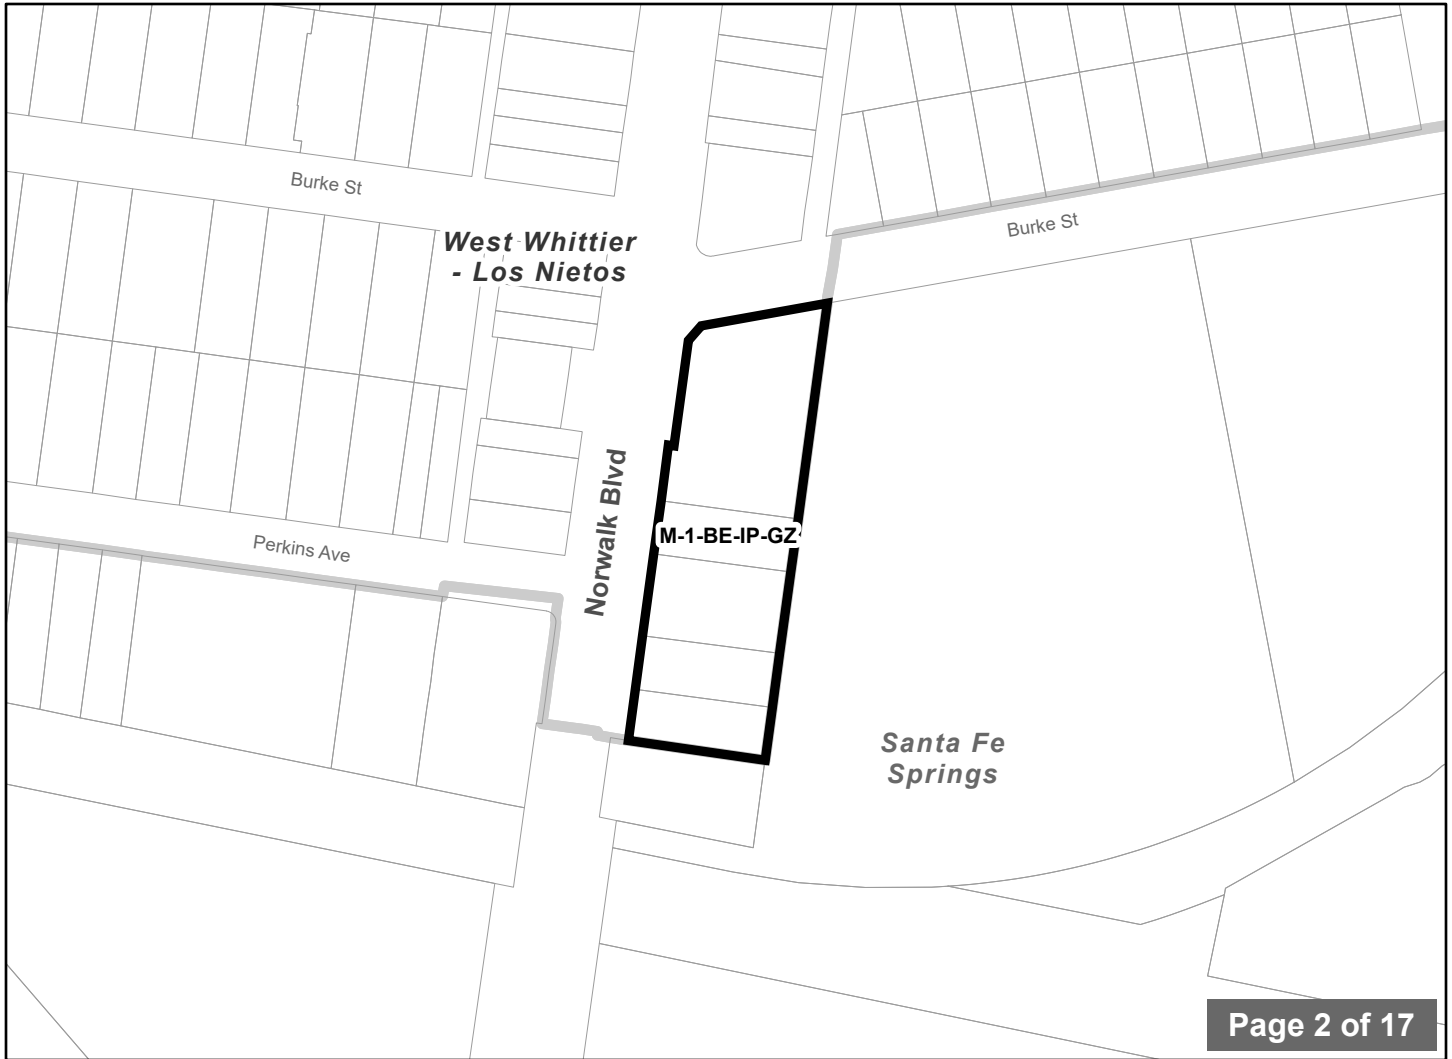 Burke St
Burke St
West Whittier
- Los Nietos
Norwalk Blvd
M-1-BE-IP-GZ
Perkins Ave
Santa Fe
Springs
Page 2 of 17